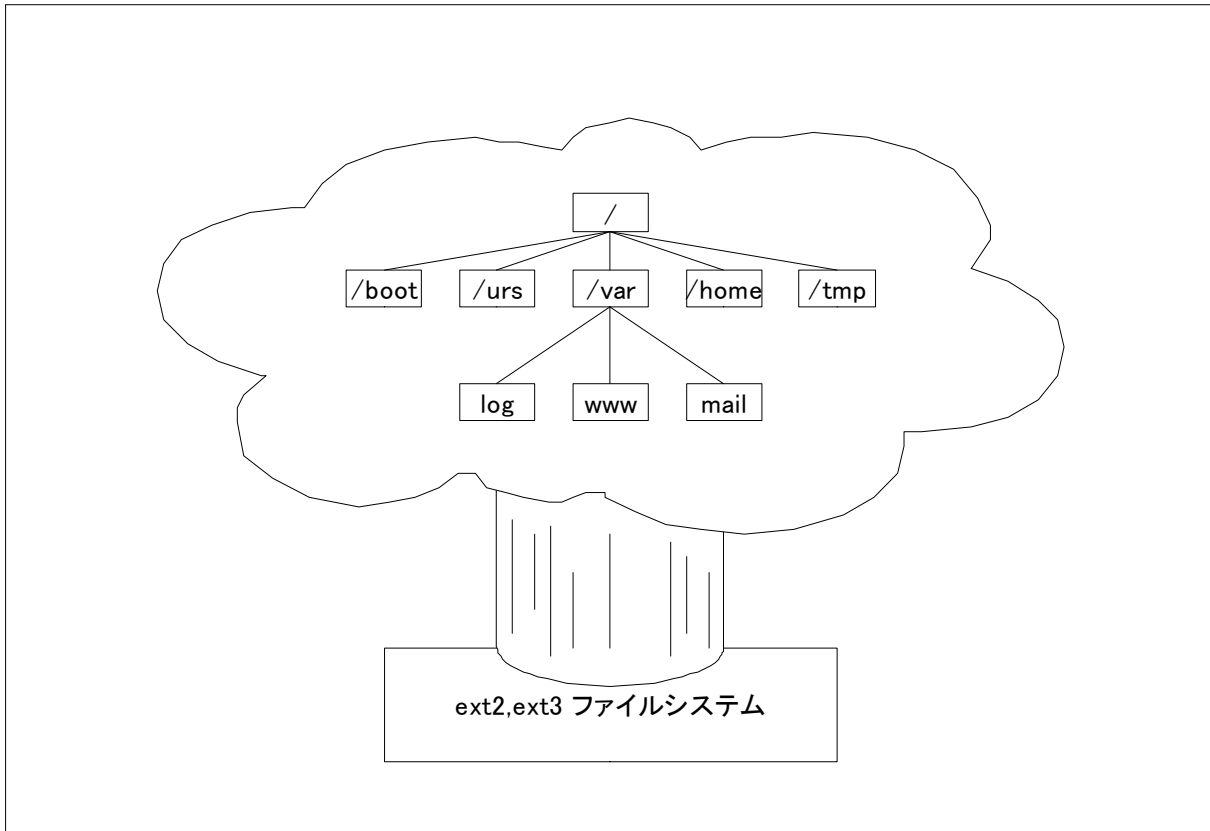 /
/boot /urs /var /home /tmp
log www mail
ext2,ext3 ファイルシステム